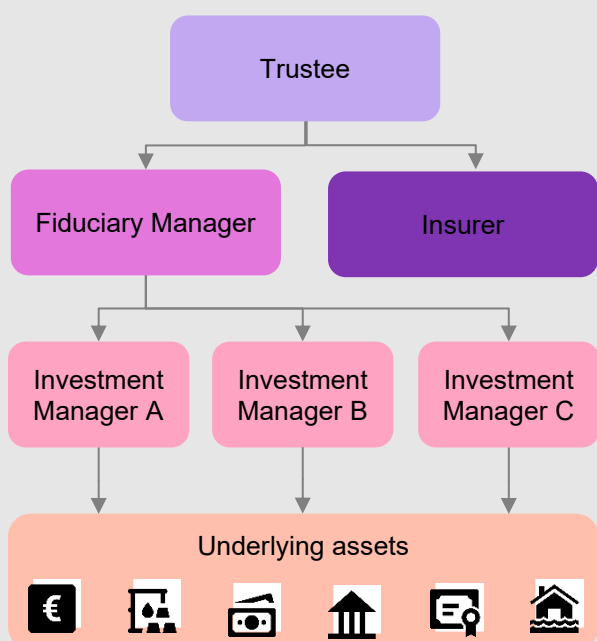 Trustee
Fiduciary Manager
Insurer
Investment
Manager A
Investment
Manager B
Investment
Manager C
Underlying assets
€